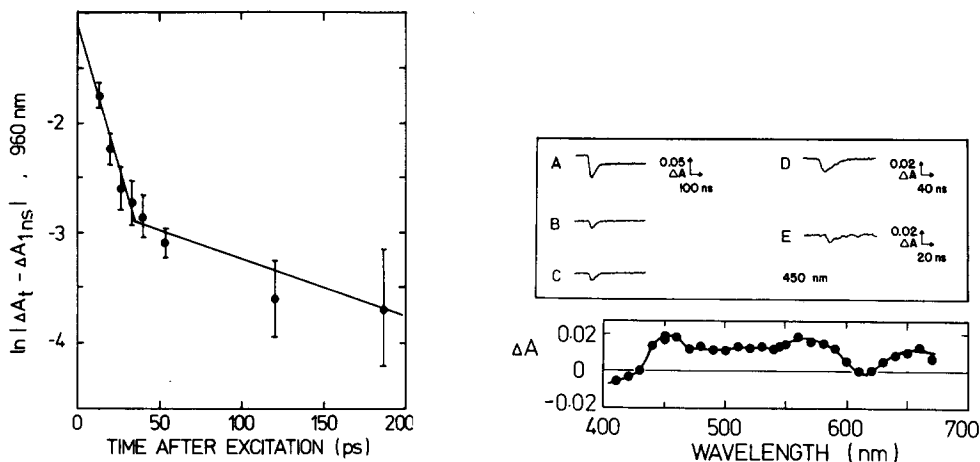 ln |ΔAt − ΔA1ns| , 960 nm
-2
-3
-4
0
50
100
150
200
TIME AFTER EXCITATION (ps)
A
0.05
ΔA
100 ns
B
C
D
0.02
ΔA
40 ns
E
0.02
ΔA
20 ns
450 nm
ΔA
0.02
0
-0.02
400
500
600
700
WAVELENGTH (nm)